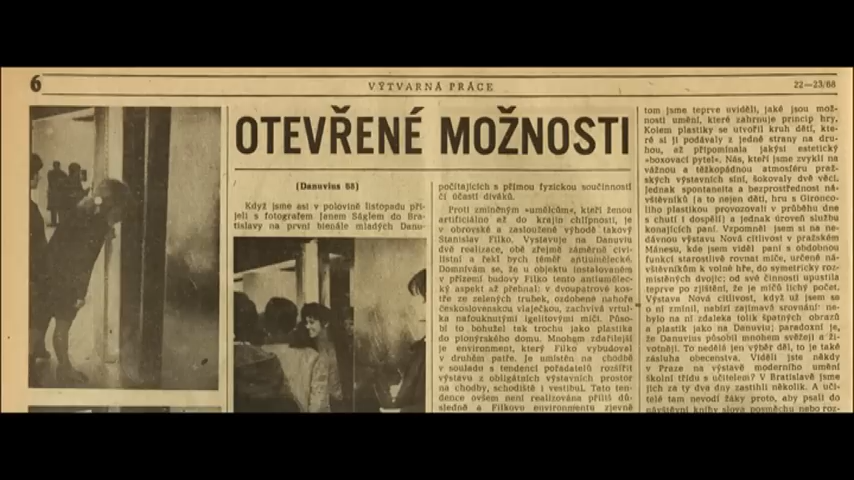 6
VÝTVARNÁ PRÁCE
22—23/68
OTEVŘENÉ MOŽNOSTI
(Danuvius 68)
Když jsme asi v polovině listopadu při-
jeli s fotografem Janem Ságlem do Bra-
tislavy na první bienále mladých Danu-
počítajících s přímou fyzickou součinností
či účastí diváků.
Proti zmíněným »umělcům«, kteří ženou
artificiálno až do krajin chlípnosti, je
v obrovské a zasloužené výhodě takový
Stanislav Filko. Vystavuje na Danuviu
dvě realizace, obě zřejmě záměrně civi-
listní a řekl bych téměř antiumělecké.
Domnívám se, že u objektu instalovaném
v přízemí budovy Filko tento antiumělec-
ký aspekt až přehnal: v dvoupatrové kos-
tře ze zelených trubek, ozdobené nahoře
československou vlaječkou, zachvívá vrtul-
ka nafouknutými igelitovými míči. Půso-
bí to bohužel tak trochu jako plastika
do pionýrského domu. Mnohem zdařilejší
je environment, který Filko vybudoval
v druhém patře. Je umístěn na chodbě
v souladu s tendencí pořadatelů rozšířit
výstavu z obligátních výstavních prostor
na chodby, schodiště i vestibul. Tato ten-
dence ovšem není realizována příliš dů-
sledně a Filkovu environmentu zjevně
tom jsme teprve uviděli, jaké jsou mož-
nosti umění, které zahrnuje princip hry.
Kolem plastiky se utvořil kruh dětí, kte-
ré si ji podávaly z jedné strany na dru-
hou, až připomínala jakýsi estetický
»boxovací pytel«. Nás, kteří jsme zvyklí na
vážnou a těžkopádnou atmosféru praž-
ských výstavních síní, šokovaly dvě věci.
Jednak spontaneita a bezprostřednost ná-
vštěvníků (a to nejen dětí, hru s Gironco-
liho plastikou provozovali v průběhu dne
s chutí i dospělí) a jednak úroveň službu
konajících paní. Vzpomněl jsem si na ne-
dávnou výstavu Nová citlivost v pražském
Mánesu, kde jsem viděl paní s obdobnou
funkcí starostlivě rovnat míče, určené ná-
vštěvníkům k volné hře, do symetricky roz-
místěných dvojic; od své činnosti upustila
teprve po zjištění, že je míčů lichý počet.
Výstava Nová citlivost, když už jsem se
o ní zmínil, nabízí zajímavá srovnání: ne-
bylo na ní zdaleka tolik špatných obrazů
a plastik jako na Danuviu; paradoxní je,
že Danuvius působil mnohem svěžeji a ži-
votněji. To nedělá jen výběr děl, to je také
zásluha obecenstva. Viděli jste někdy
v Praze na výstavě moderního umění
školní třídu s učitelem? V Bratislavě jsme
jich za ty dva dny zastihli několik. A uči-
telé tam nevodí žáky proto, aby psali do
návštěvní knihy slova posměchu nebo roz-